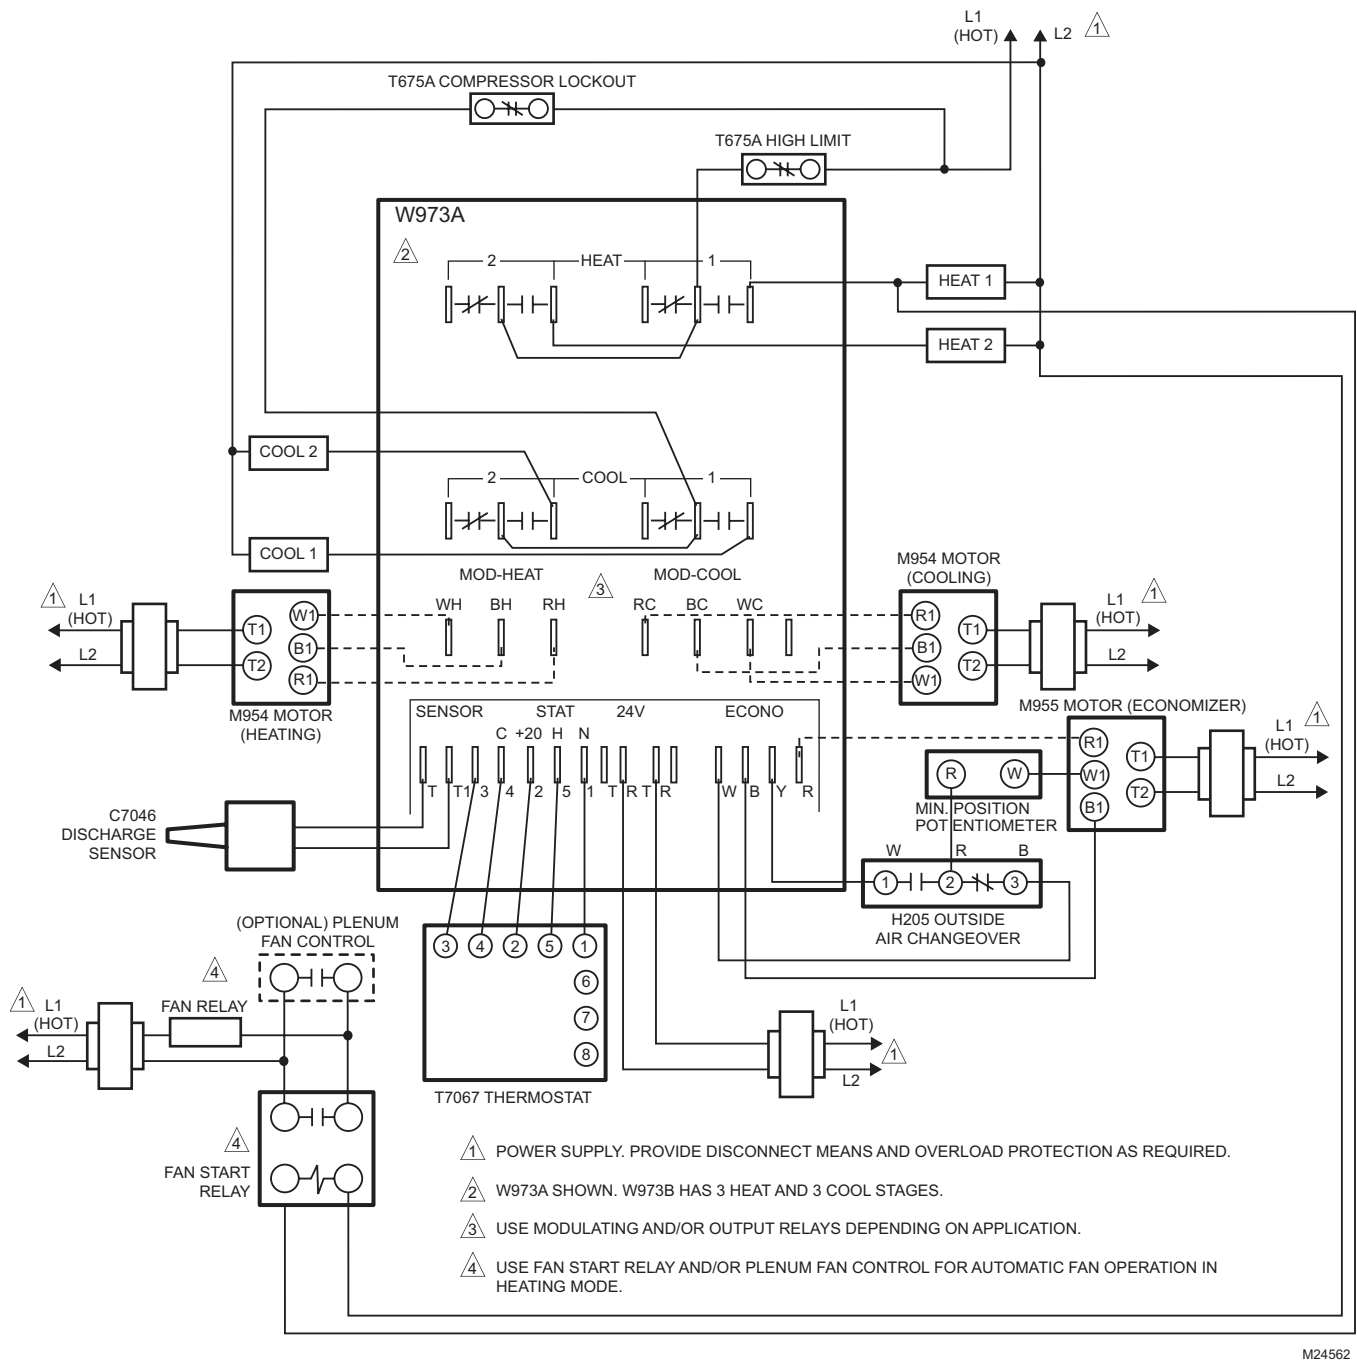 L1
(HOT)
L2
1
T675A COMPRESSOR LOCKOUT
T675A HIGH LIMIT
W973A
2
2 HEAT 1
HEAT 1
HEAT 2
COOL 2
2 COOL 1
COOL 1
MOD-HEAT
3
MOD-COOL
WH BH RH RC BC WC
1
L1
(HOT)
L2
T1
T2
W1
B1
R1
M954 MOTOR
(HEATING)
M954 MOTOR
(COOLING)
R1
B1
W1
T1
T2
L1
(HOT)
1
L2
SENSOR STAT 24V ECONO
C +20 H N
T T1 3 4 2 5 1 T R T R W B Y R
M955 MOTOR (ECONOMIZER)
R1
W1
B1
T1
T2
L1
(HOT)
1
L2
R W
MIN. POSITION
POT ENTIOMETER
W R B
1 2 3
H205 OUTSIDE
AIR CHANGEOVER
C7046
DISCHARGE
SENSOR
3 4 2 5 1
6
7
8
T7067 THERMOSTAT
L1
(HOT)
1
L2
(OPTIONAL) PLENUM
FAN CONTROL
4
1
L1
(HOT)
L2
FAN RELAY
4
FAN START
RELAY
1 POWER SUPPLY. PROVIDE DISCONNECT MEANS AND OVERLOAD PROTECTION AS REQUIRED.
2 W973A SHOWN. W973B HAS 3 HEAT AND 3 COOL STAGES.
3 USE MODULATING AND/OR OUTPUT RELAYS DEPENDING ON APPLICATION.
4 USE FAN START RELAY AND/OR PLENUM FAN CONTROL FOR AUTOMATIC FAN OPERATION IN
HEATING MODE.
M24562